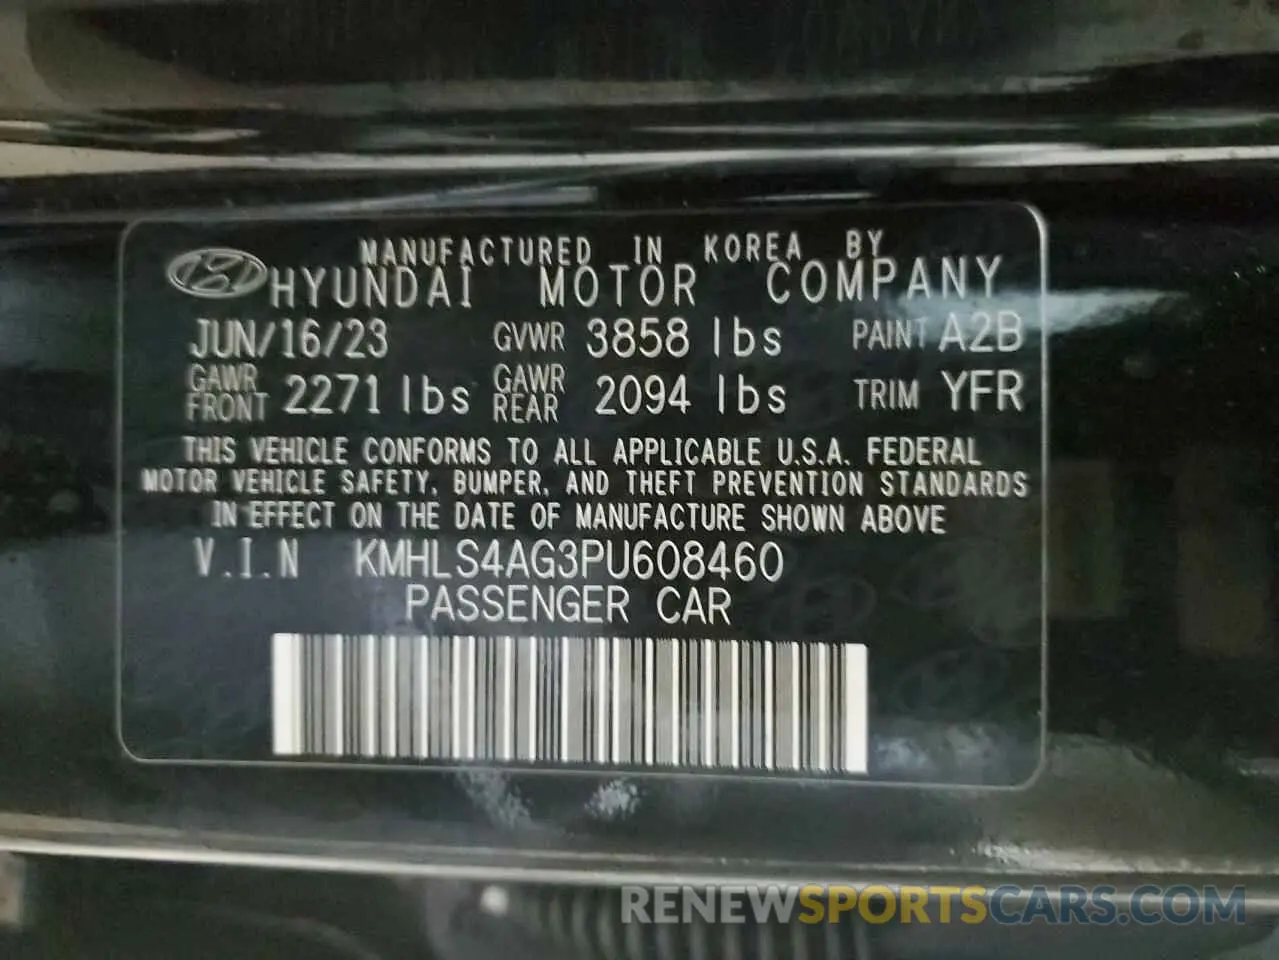 MANUFACTURED IN KOREA BY
HYUNDAI MOTOR COMPANY
JUN/16/23 GVWR 3858 lbs PAINT A2B
GAWR FRONT 2271 lbs GAWR REAR 2094 lbs TRIM YFR
THIS VEHICLE CONFORMS TO ALL APPLICABLE U.S.A. FEDERAL
MOTOR VEHICLE SAFETY, BUMPER, AND THEFT PREVENTION STANDARDS
IN EFFECT ON THE DATE OF MANUFACTURE SHOWN ABOVE
V.I.N KMHLS4AG3PU608460
PASSENGER CAR
RENEWSPORTSCARS.COM